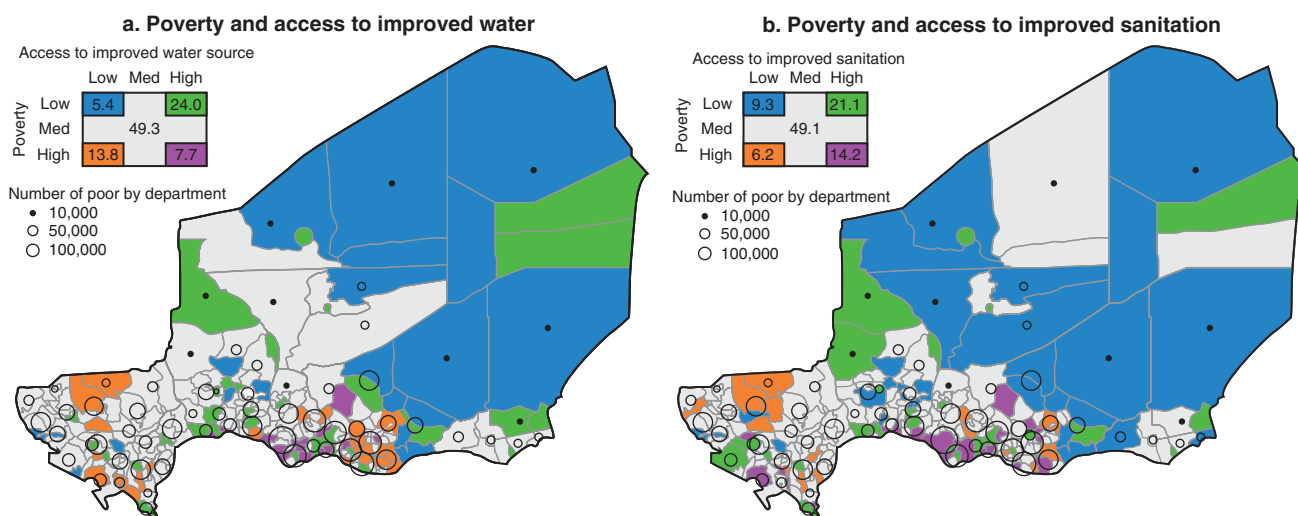 a. Poverty and access to improved water
Access to improved water source
Low Med High
Poverty
Low 5.4 24.0
Med 49.3
High 13.8 7.7
Number of poor by department
10,000
50,000
100,000
b. Poverty and access to improved sanitation
Access to improved sanitation
Low Med High
Poverty
Low 9.3 21.1
Med 49.1
High 6.2 14.2
Number of poor by department
10,000
50,000
100,000